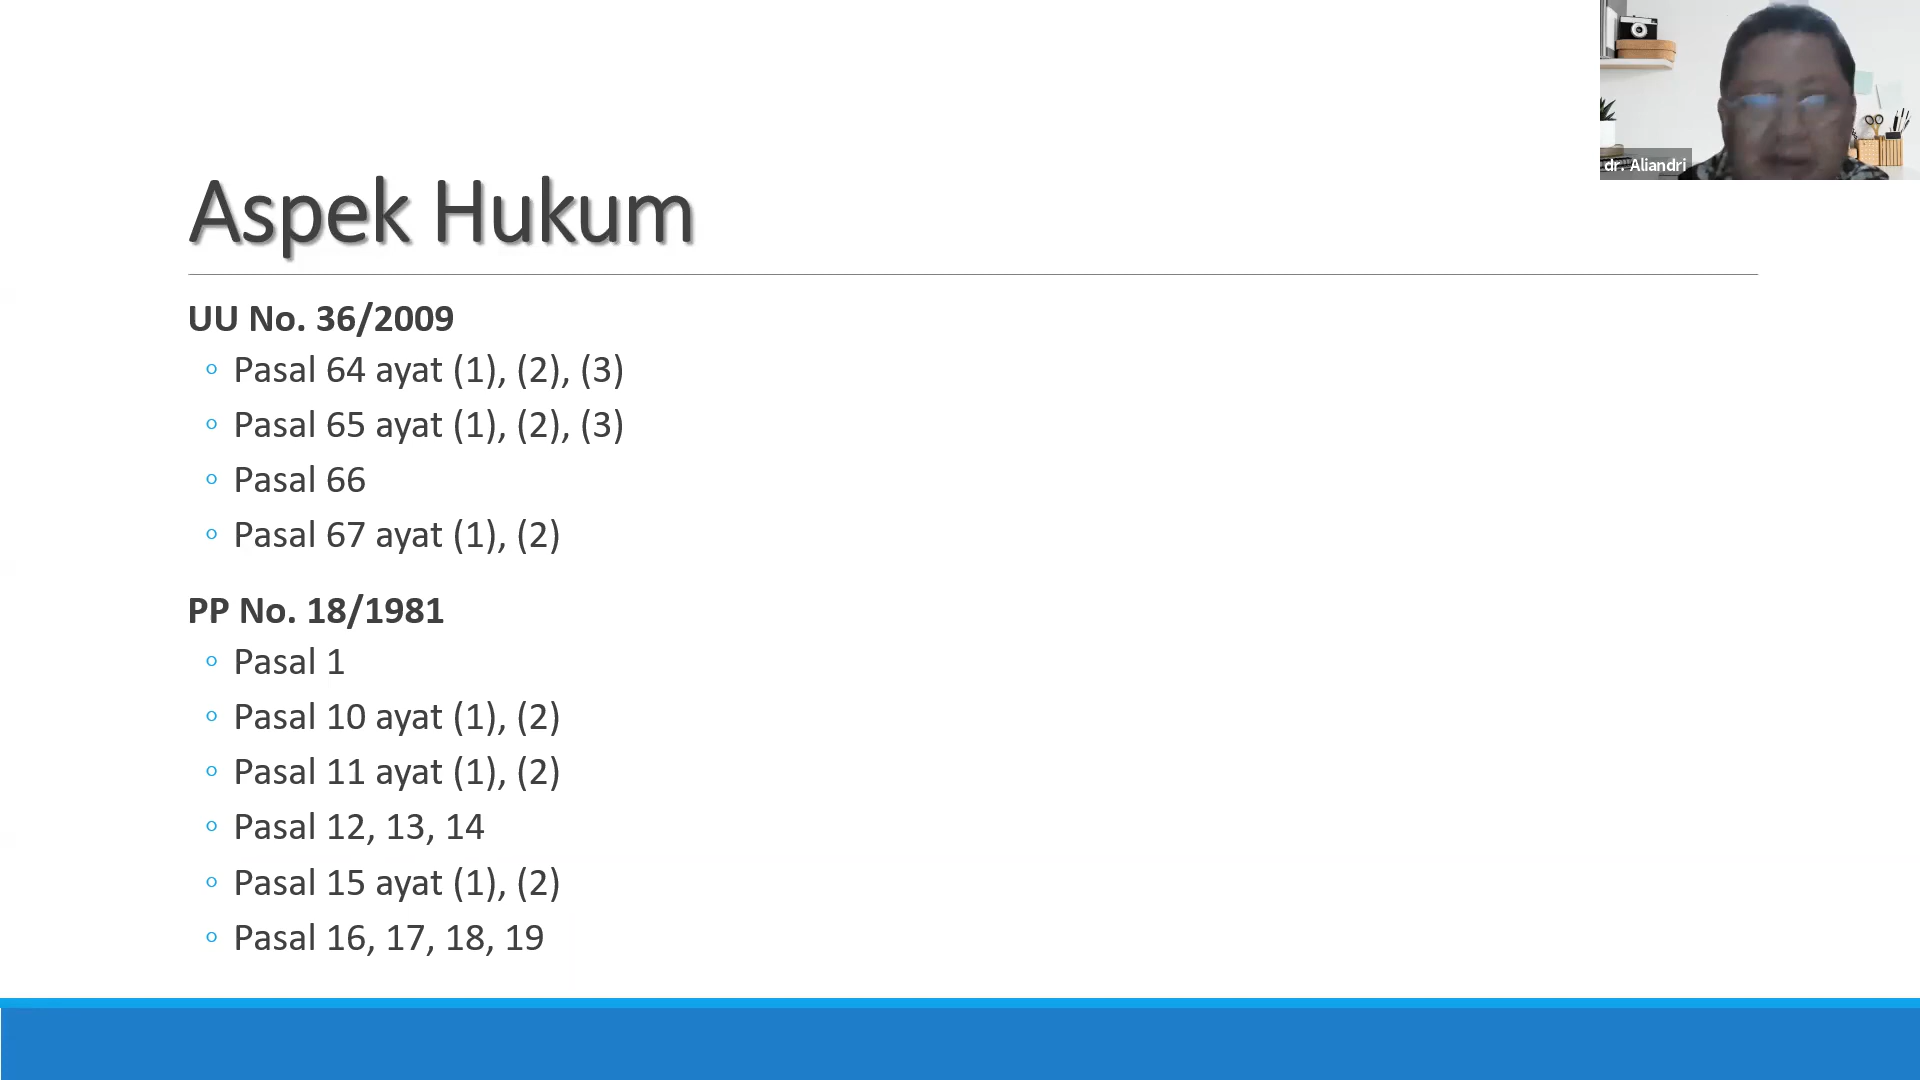 dr. Aliandri
Aspek Hukum
UU No. 36/2009
Pasal 64 ayat (1), (2), (3)
Pasal 65 ayat (1), (2), (3)
Pasal 66
Pasal 67 ayat (1), (2)
PP No. 18/1981
Pasal 1
Pasal 10 ayat (1), (2)
Pasal 11 ayat (1), (2)
Pasal 12, 13, 14
Pasal 15 ayat (1), (2)
Pasal 16, 17, 18, 19